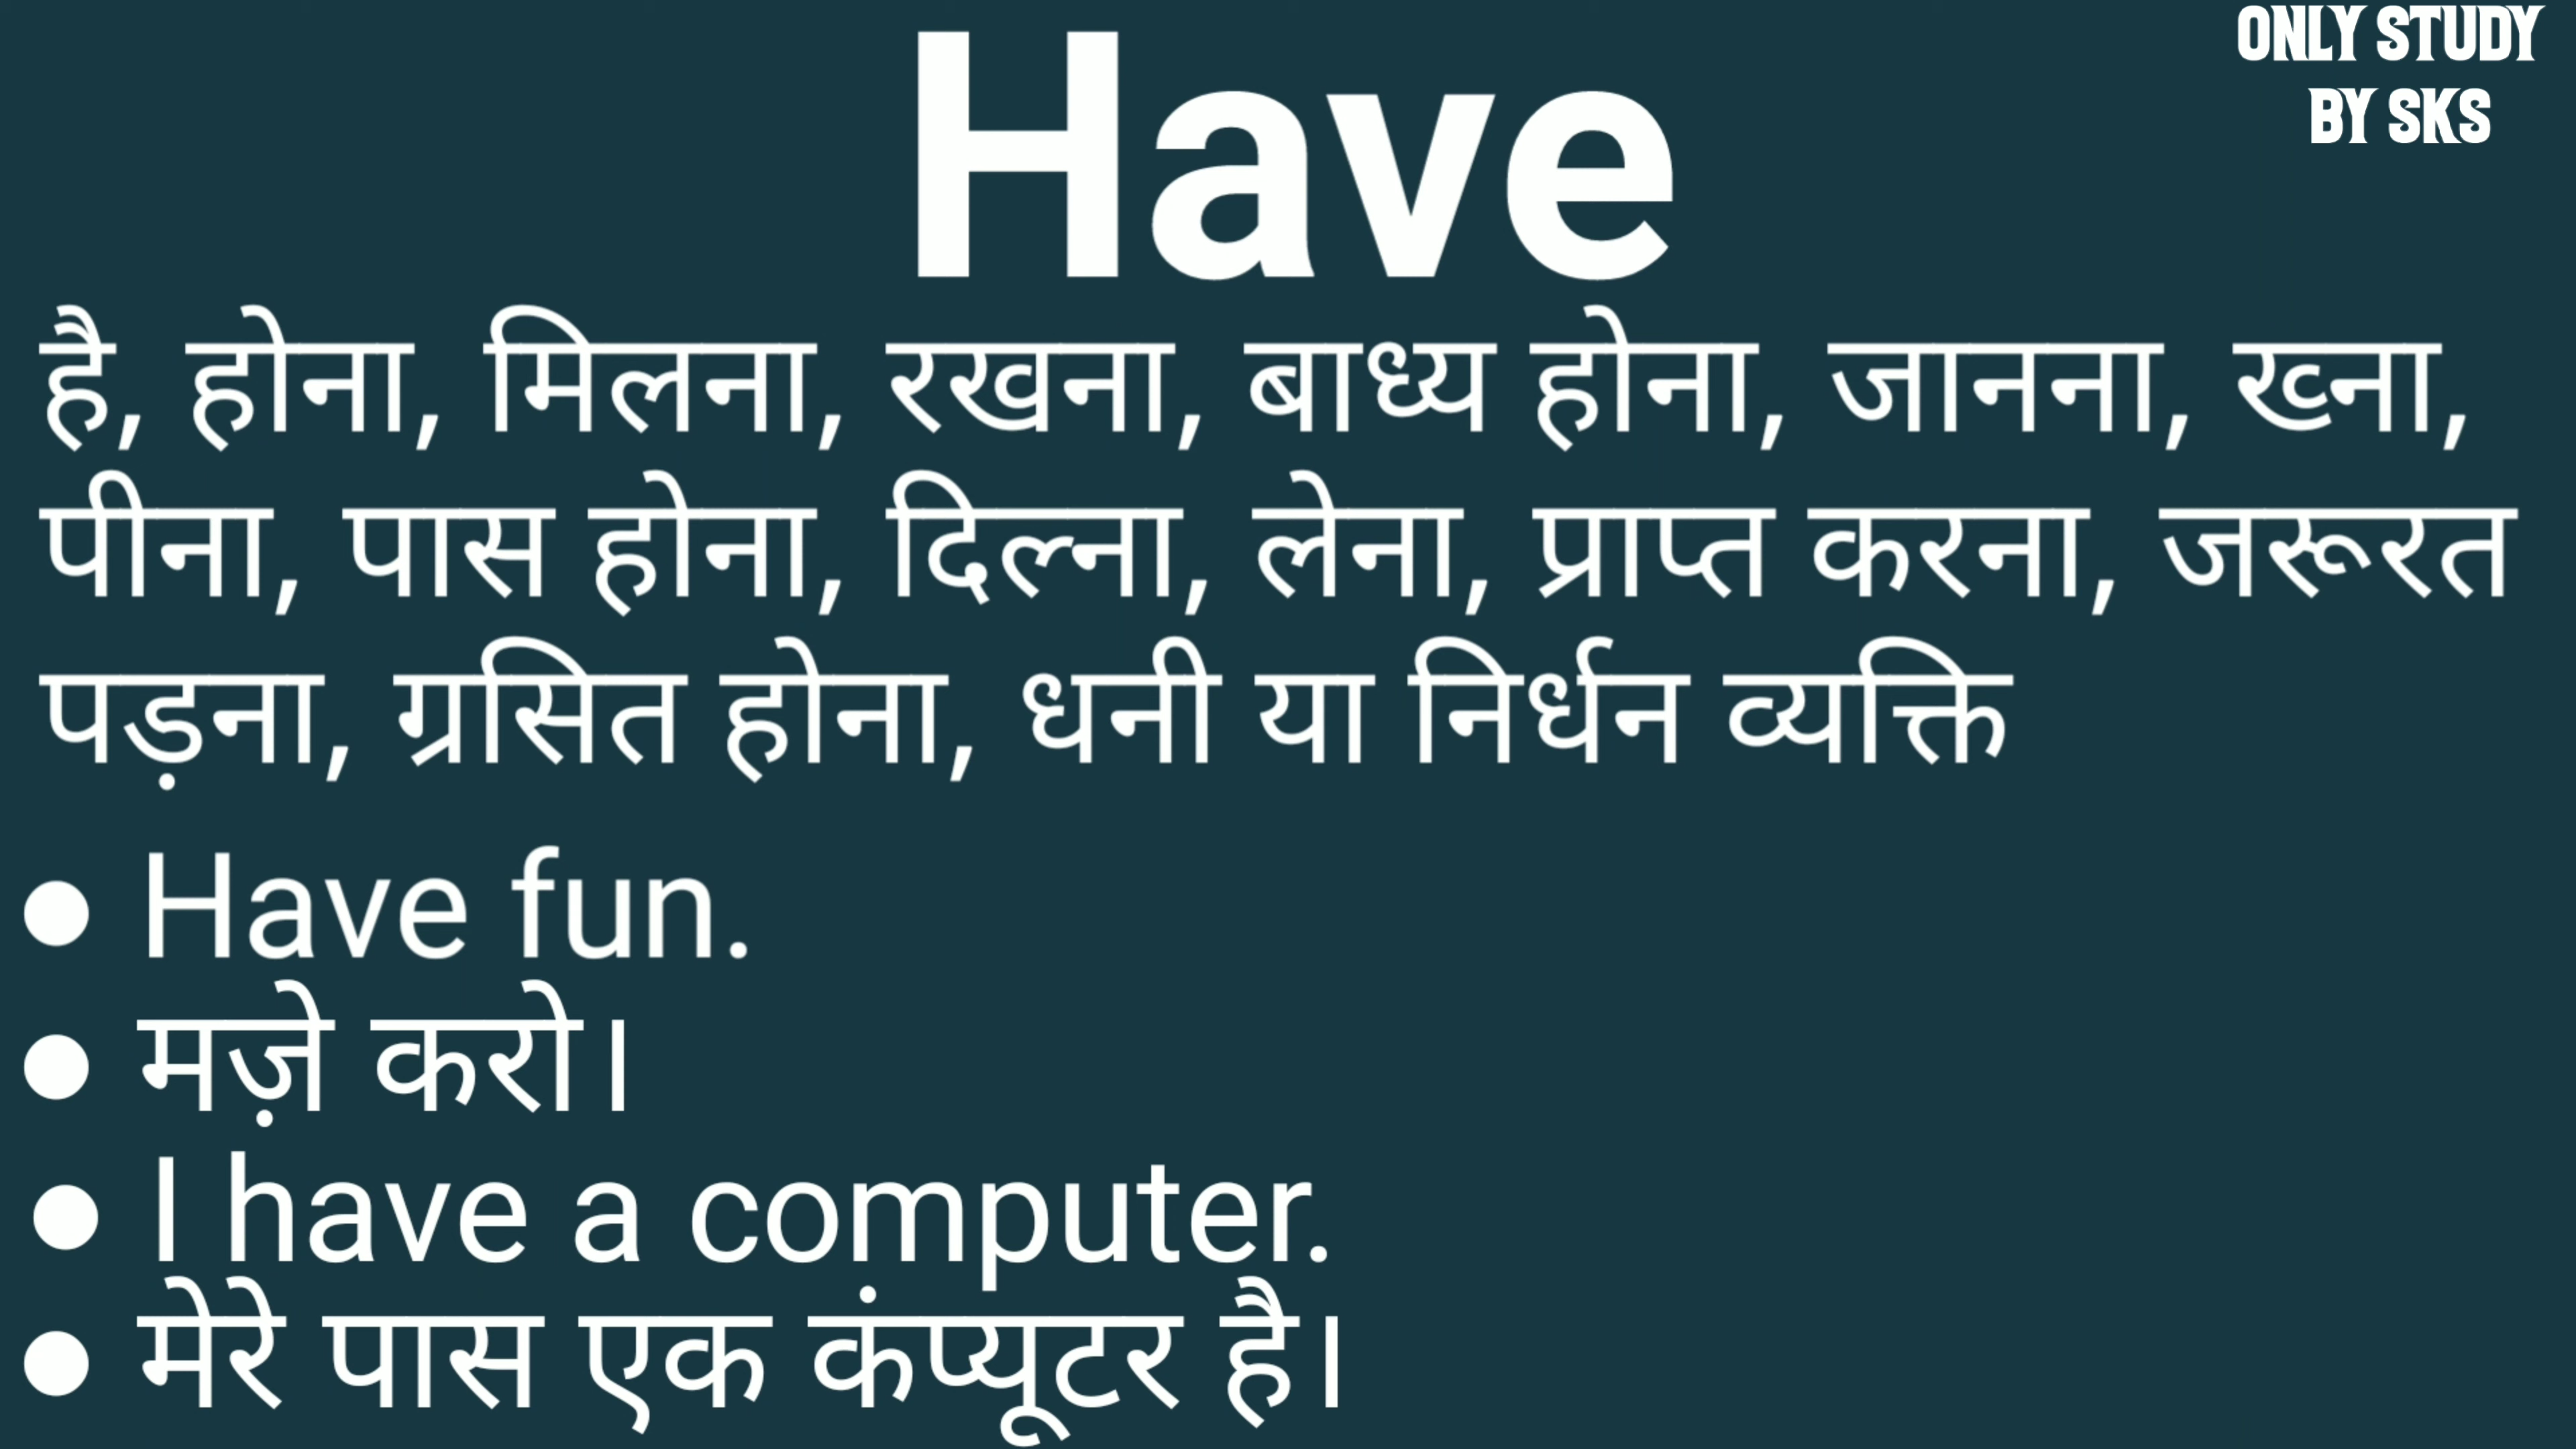 ONLY STUDY
BY SKS
Have
है, होना, मिलना, रखना, बाध्य होना, जानना, ख्ना,
पीना, पास होना, दिल्ना, लेना, प्राप्त करना, जरूरत
पड़ना, ग्रसित होना, धनी या निर्धन व्यक्ति
● Have fun.
● मज़े करो।
● I have a computer.
● मेरे पास एक कंप्यूटर है।